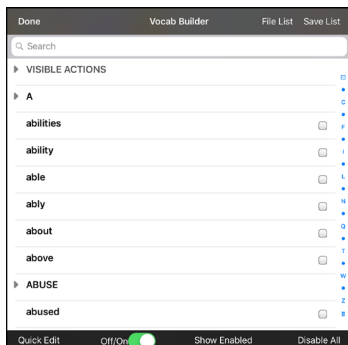 Done Vocab Builder File List Save List
Search
VISIBLE ACTIONS
A
abilities
ability
able
ably
about
above
ABUSE
abused
C
F
I
L
N
Q
T
W
Z
Quick Edit Off/On Show Enabled Disable All